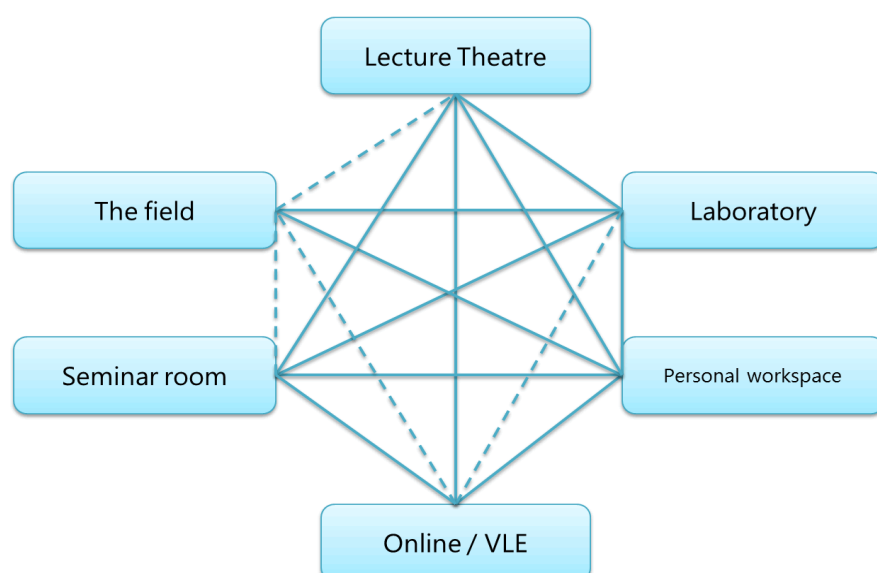 Lecture Theatre
The field
Laboratory
Seminar room
Personal workspace
Online / VLE